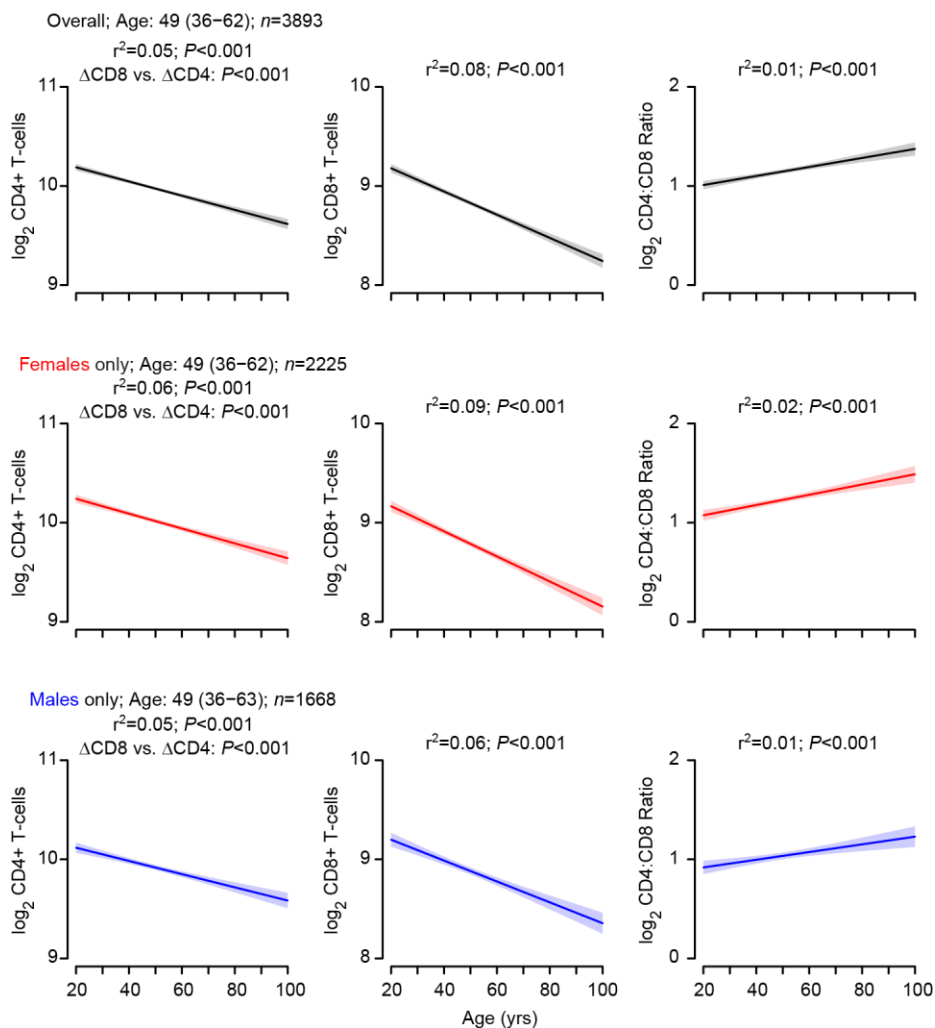 Overall; Age: 49 (36−62); n=3893
r²=0.05; P<0.001
ΔCD8 vs. ΔCD4: P<0.001
r²=0.08; P<0.001
r²=0.01; P<0.001
log₂ CD4+ T-cells
11
10
9
log₂ CD8+ T-cells
10
9
8
log₂ CD4:CD8 Ratio
2
1
0
Females only; Age: 49 (36−62); n=2225
r²=0.06; P<0.001
ΔCD8 vs. ΔCD4: P<0.001
r²=0.09; P<0.001
r²=0.02; P<0.001
log₂ CD4+ T-cells
11
10
9
log₂ CD8+ T-cells
10
9
8
log₂ CD4:CD8 Ratio
2
1
0
Males only; Age: 49 (36−63); n=1668
r²=0.05; P<0.001
ΔCD8 vs. ΔCD4: P<0.001
r²=0.06; P<0.001
r²=0.01; P<0.001
log₂ CD4+ T-cells
11
10
9
log₂ CD8+ T-cells
10
9
8
log₂ CD4:CD8 Ratio
2
1
0
20 40 60 80 100
20 40 60 80 100
20 40 60 80 100
Age (yrs)